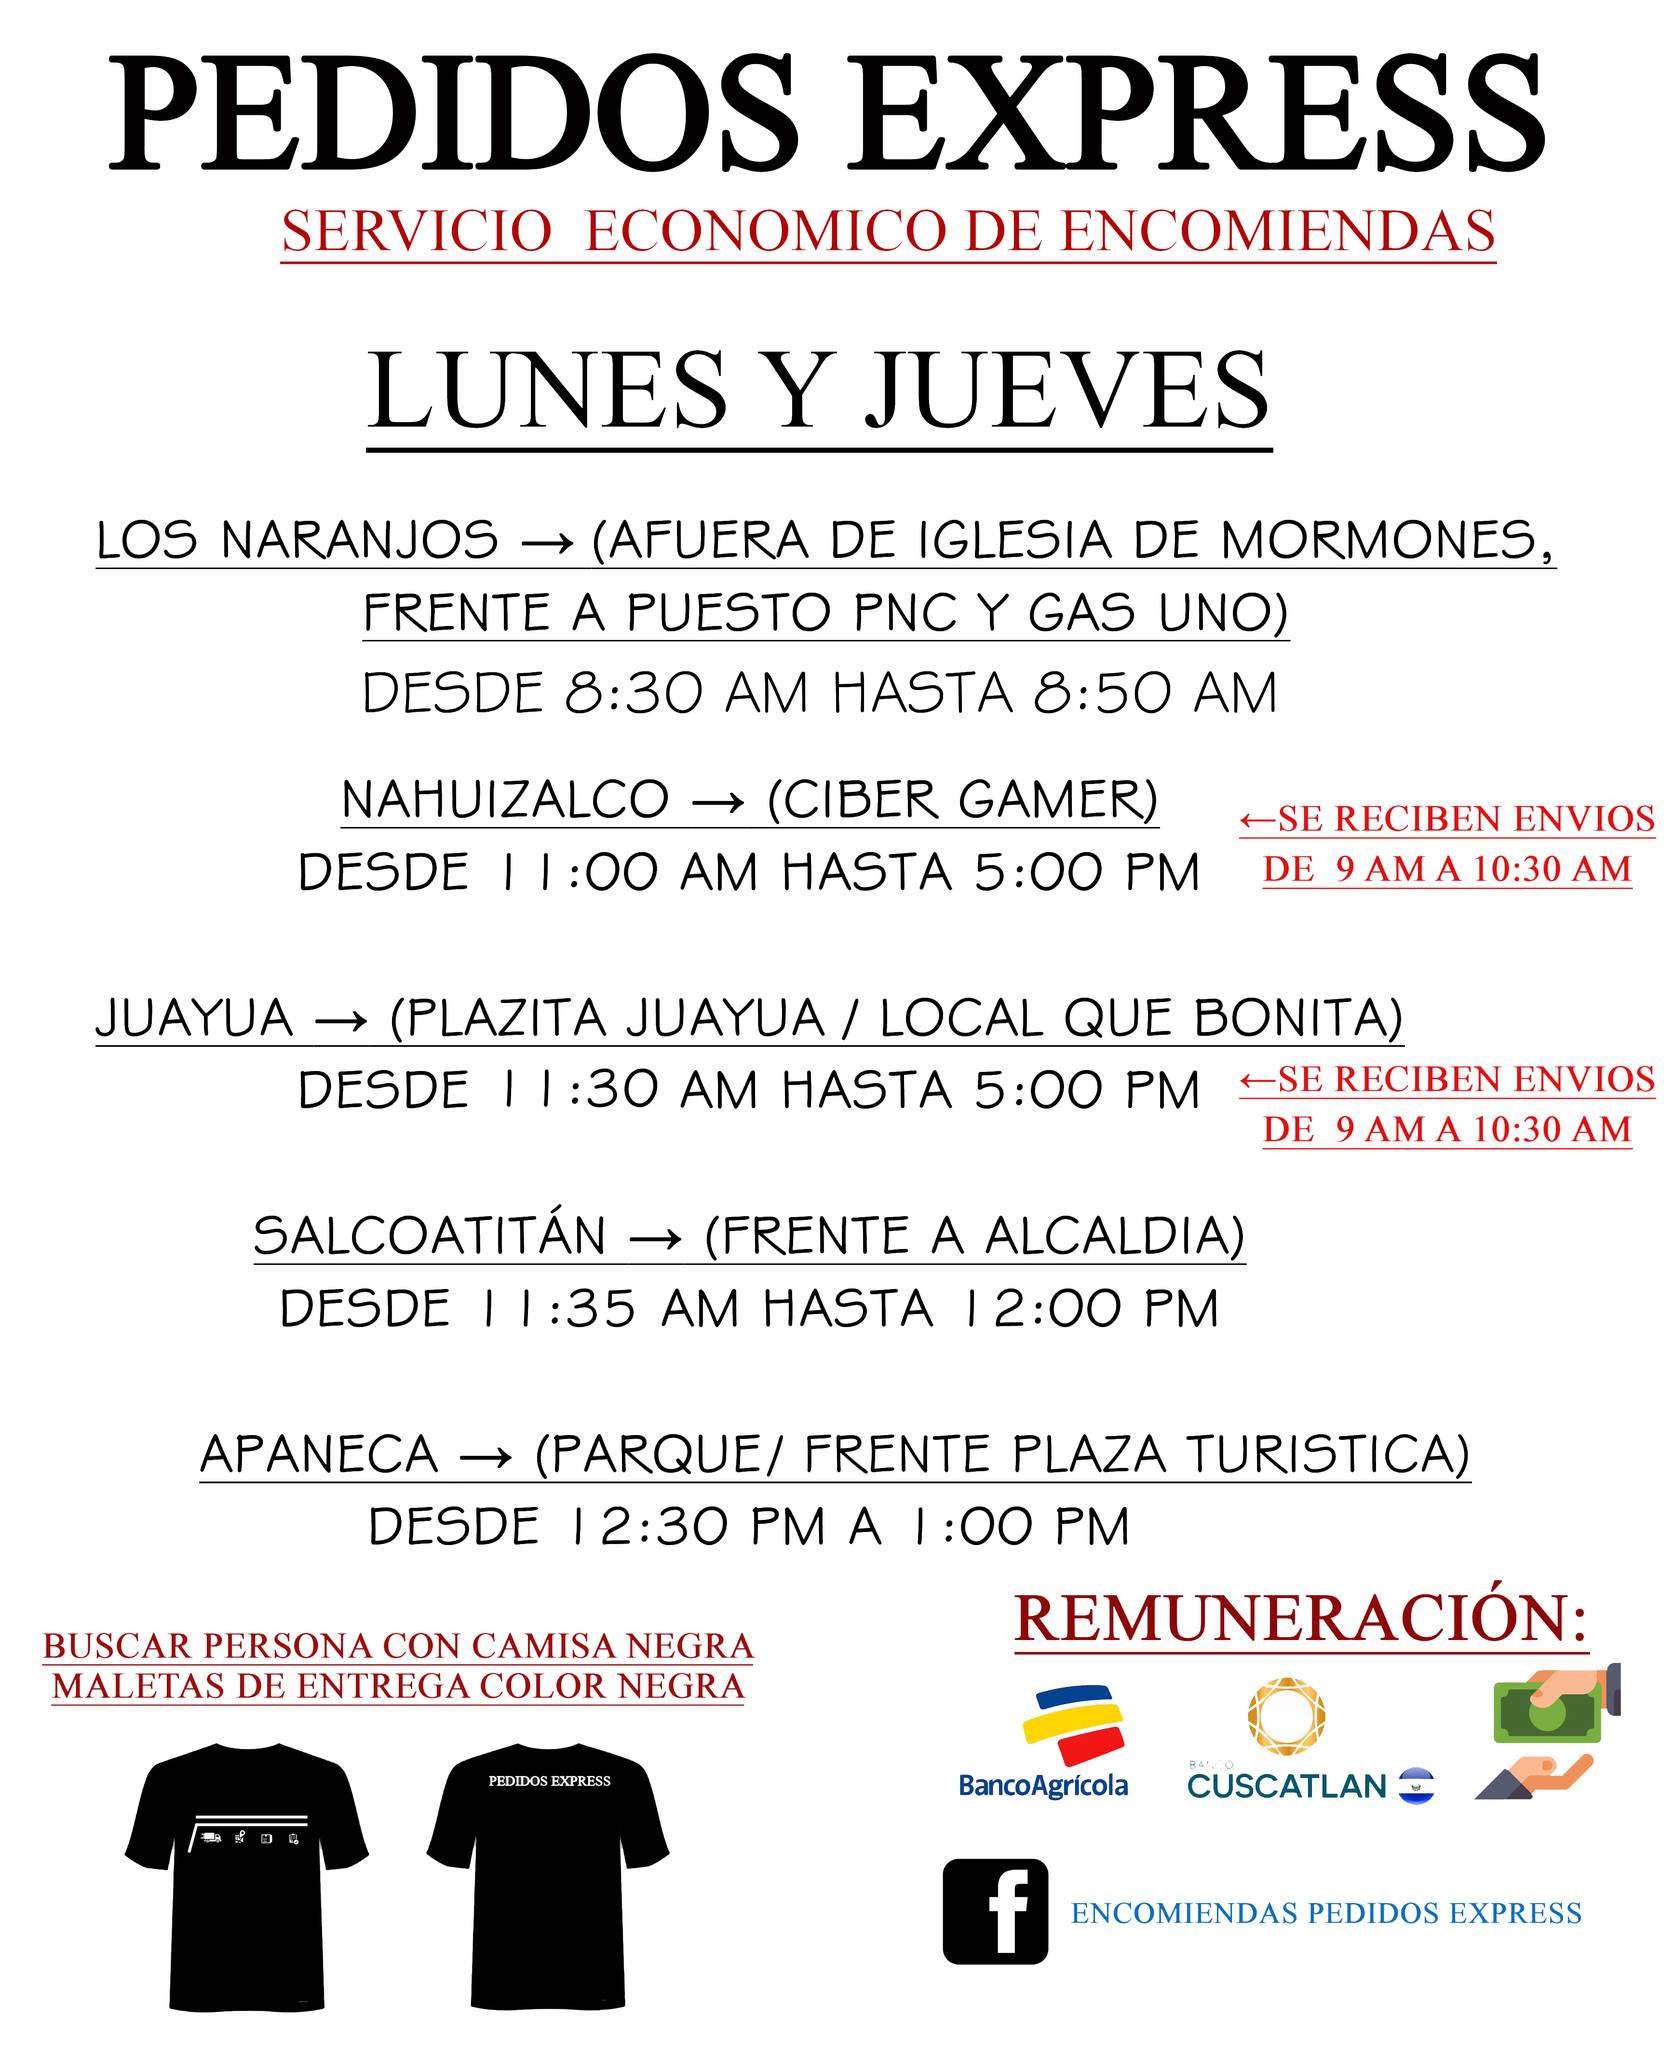 PEDIDOS EXPRESS
SERVICIO ECONOMICO DE ENCOMIENDAS
LUNES Y JUEVES
LOS NARANJOS → (AFUERA DE IGLESIA DE MORMONES,
FRENTE A PUESTO PNC Y GAS UNO)
DESDE 8:30 AM HASTA 8:50 AM
NAHUIZALCO → (CIBER GAMER)
DESDE 11:00 AM HASTA 5:00 PM
←SE RECIBEN ENVIOS
DE 9 AM A 10:30 AM
JUAYUA → (PLAZITA JUAYUA / LOCAL QUE BONITA)
DESDE 11:30 AM HASTA 5:00 PM
←SE RECIBEN ENVIOS
DE 9 AM A 10:30 AM
SALCOATITÁN → (FRENTE A ALCALDIA)
DESDE 11:35 AM HASTA 12:00 PM
APANECA → (PARQUE/ FRENTE PLAZA TURISTICA)
DESDE 12:30 PM A 1:00 PM
BUSCAR PERSONA CON CAMISA NEGRA
MALETAS DE ENTREGA COLOR NEGRA
PEDIDOS EXPRESS
REMUNERACIÓN:
BancoAgrícola
BANCO
CUSCATLAN
ENCOMIENDAS PEDIDOS EXPRESS